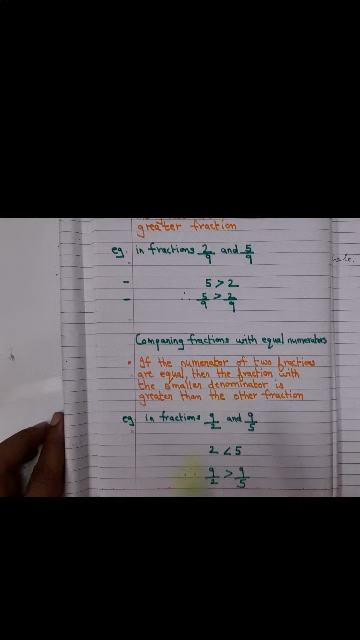 greater fraction
eg. in fractions 2/9 and 5/9
- 5 > 2
- ∴ 5/9 > 2/9
Comparing fractions with equal numerators
• If the numerator of two fractions
are equal, then the fraction with
the smaller denominator is
greater than the other fraction
eg in fractions 9/2 and 9/5
2 < 5
∴ 9/2 > 9/5